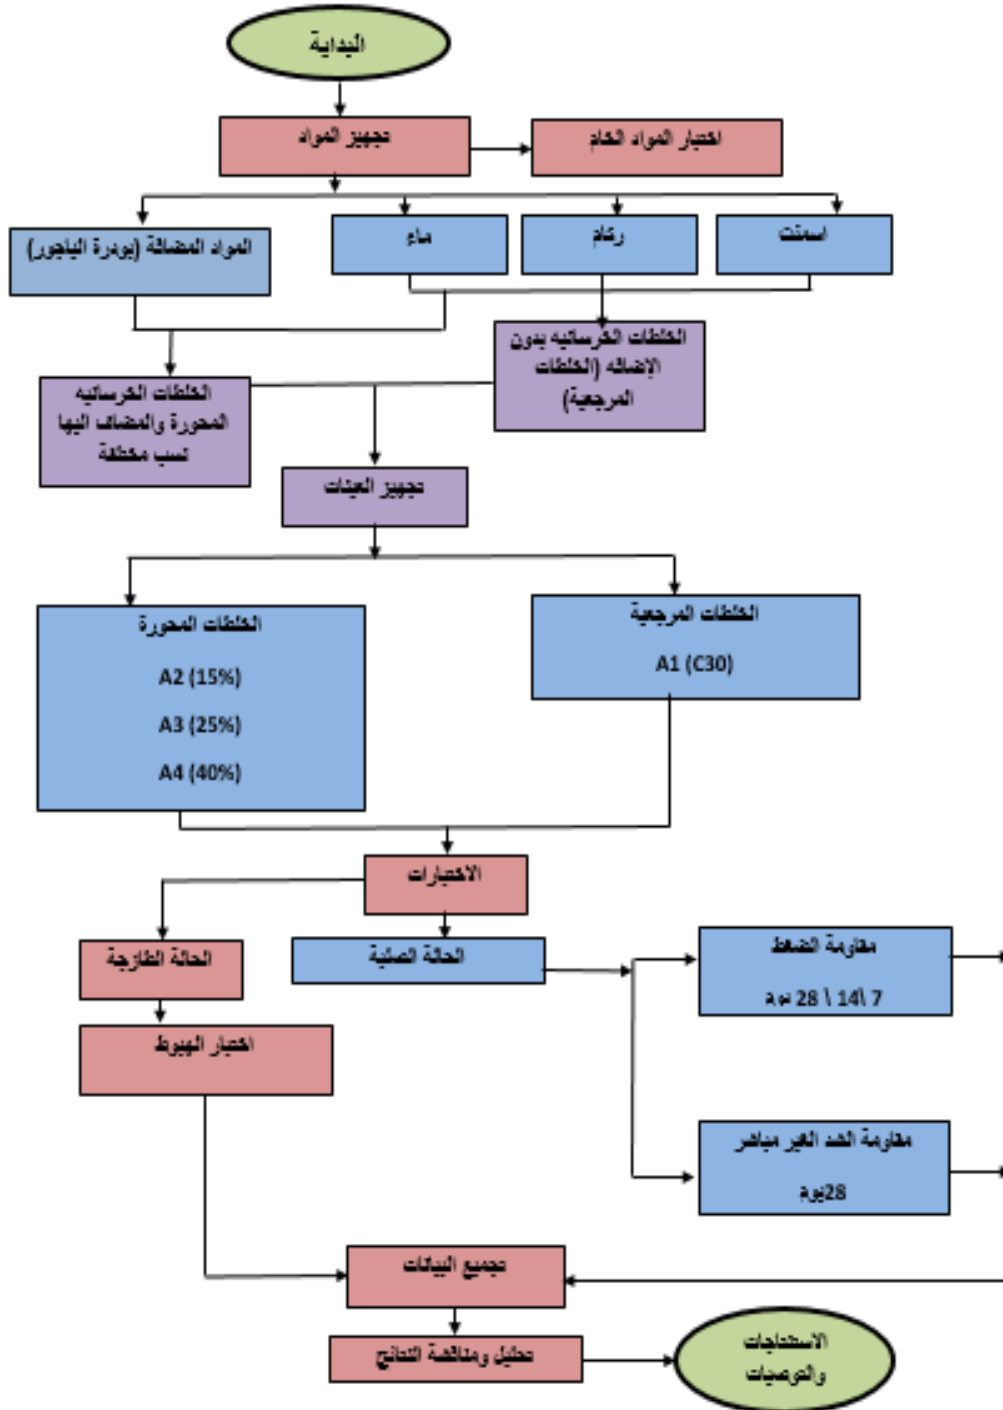 البداية
تجهيز المواد
اختبار المواد الخام
اسمنت
ركام
ماء
المواد المضافة (بودرة الياجور)
الخلطات الخرسانيه بدون
الإضافه (الخلطات
المرجعية)
الخلطات الخرسانيه
المحورة والمضاف اليها
نسب مختلفة
تجهيز العينات
الخلطات المرجعية
A1 (C30)
الخلطات المحورة
A2 (15%)
A3 (25%)
A4 (40%)
الاختبارات
الحالة الطازجة
الحالة الصلبة
اختبار الهبوط
مقاومة الضغط
7 \14 \ 28 يوم
مقاومة الشد الغير مباشر
28يوم
تجميع البيانات
تحليل ومناقشة النتائج
الاستنتاجات
والتوصيات